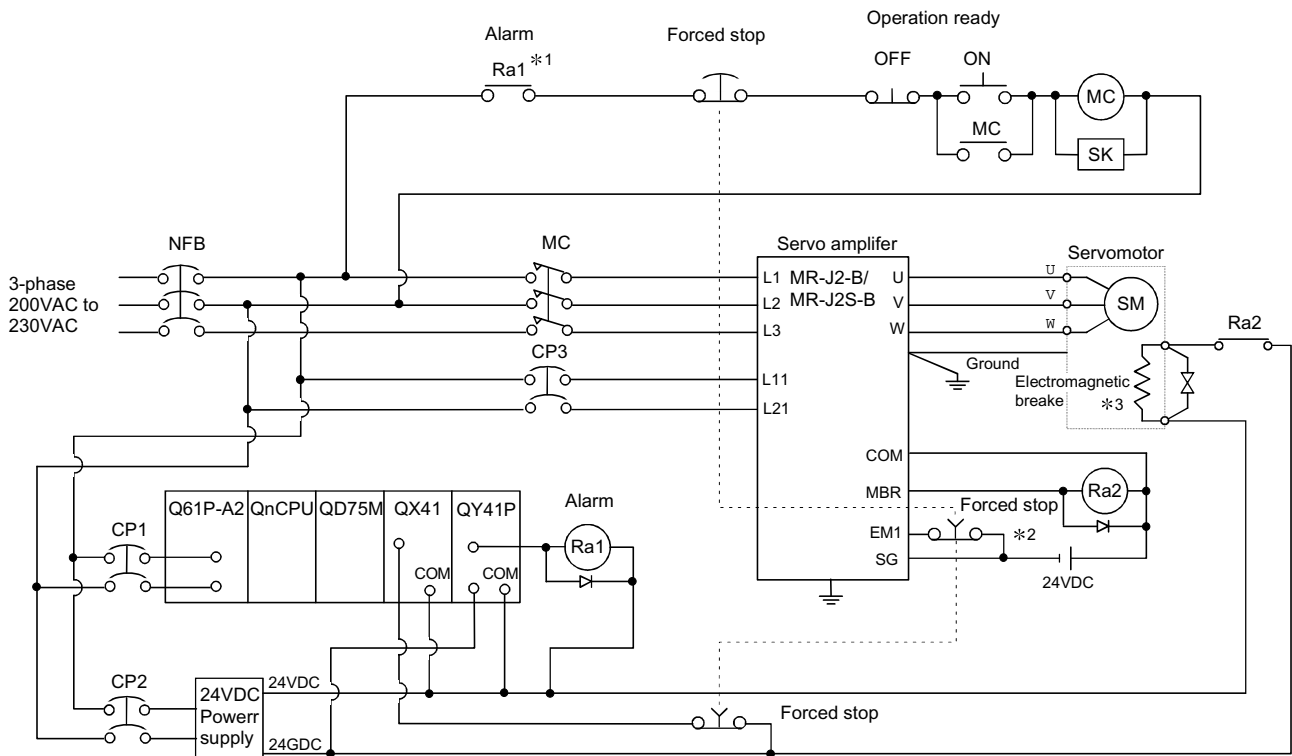 Operation ready
Alarm
Forced stop
Ra1 *1
OFF
ON
MC
MC
SK
NFB
MC
Servo amplifer
Servomotor
3-phase
200VAC to
230VAC
L1
MR-J2-B/
MR-J2S-B
U
U
L2
V
V
SM
L3
W
W
Ra2
CP3
Ground
L11
L21
Electromagnetic
breake
*3
COM
MBR
Ra2
Forced stop
EM1
*2
SG
24VDC
Q61P-A2
QnCPU
QD75M
QX41
QY41P
Alarm
CP1
Ra1
COM
COM
CP2
24VDC
24VDC
Powerr
supply
Forced stop
24GDC